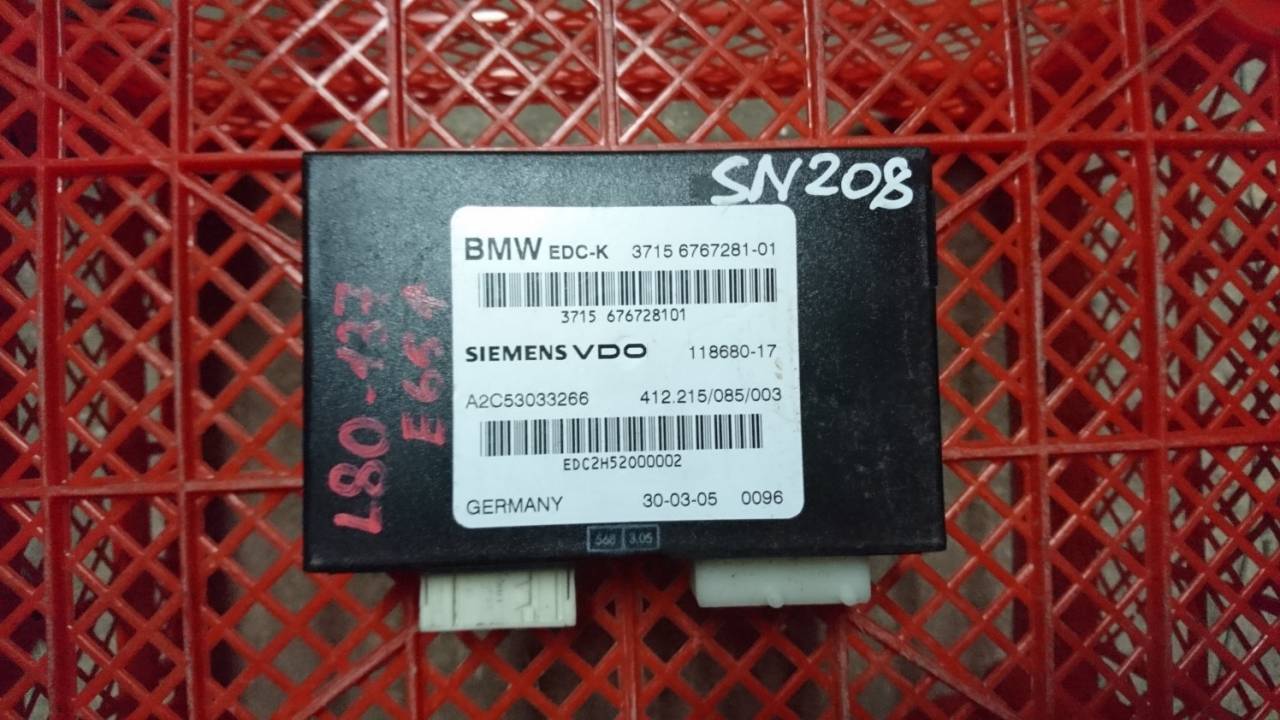 SN208
BMW EDC-K 3715 6767281-01
3715 676728101
SIEMENS VDO 118680-17
A2C53033266 412.215/085/003
EDC2H52000002
GERMANY 30-03-05 0096
568 3.05
L80-137
E65